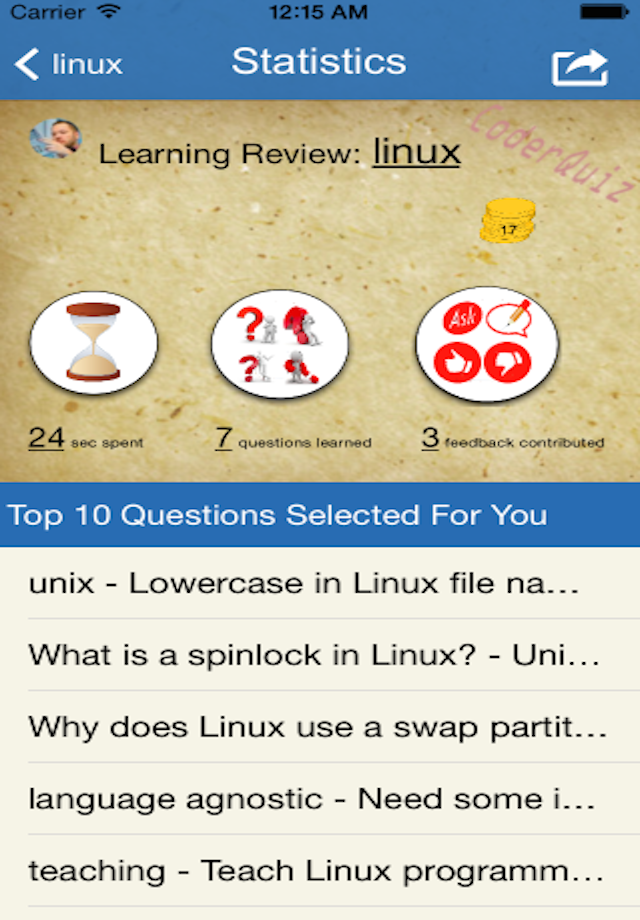 Carrier 12:15 AM
linux Statistics
CoderQuiz
Learning Review: linux
17
Ask
24 sec spent 7 questions learned 3 feedback contributed
Top 10 Questions Selected For You
unix - Lowercase in Linux file na...
What is a spinlock in Linux? - Uni...
Why does Linux use a swap partit...
language agnostic - Need some i...
teaching - Teach Linux programm...